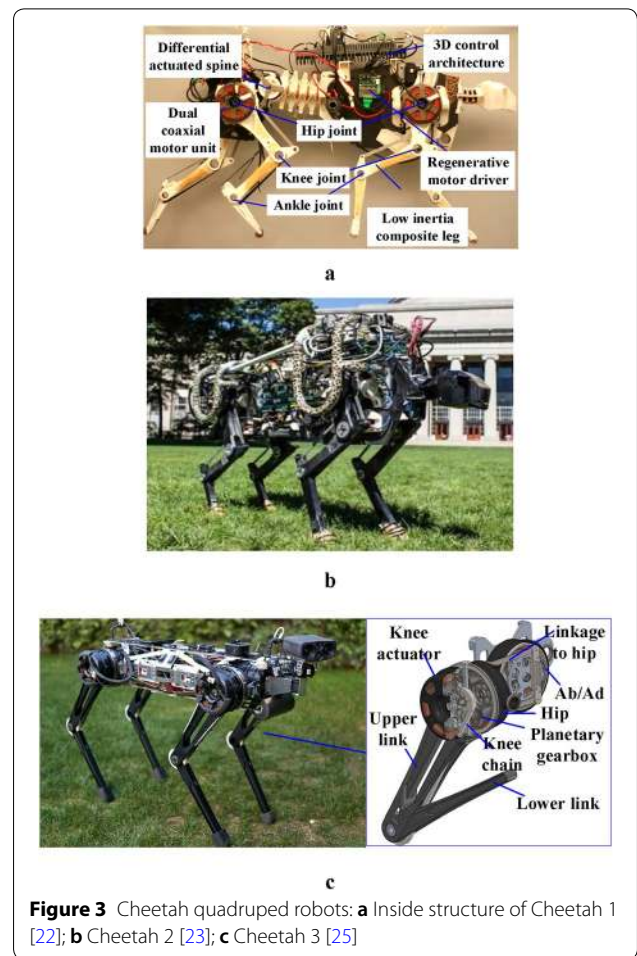 Differential
actuated spine
3D control
architecture
Dual
coaxial
motor unit
Hip joint
Knee joint
Regenerative
motor driver
Ankle joint
Low inertia
composite leg
a
b
Knee
actuator
Linkage
to hip
Ab/Ad
Hip
Planetary
gearbox
Upper
link
Knee
chain
Lower link
c
Figure 3 Cheetah quadruped robots: a Inside structure of Cheetah 1
[22]; b Cheetah 2 [23]; c Cheetah 3 [25]